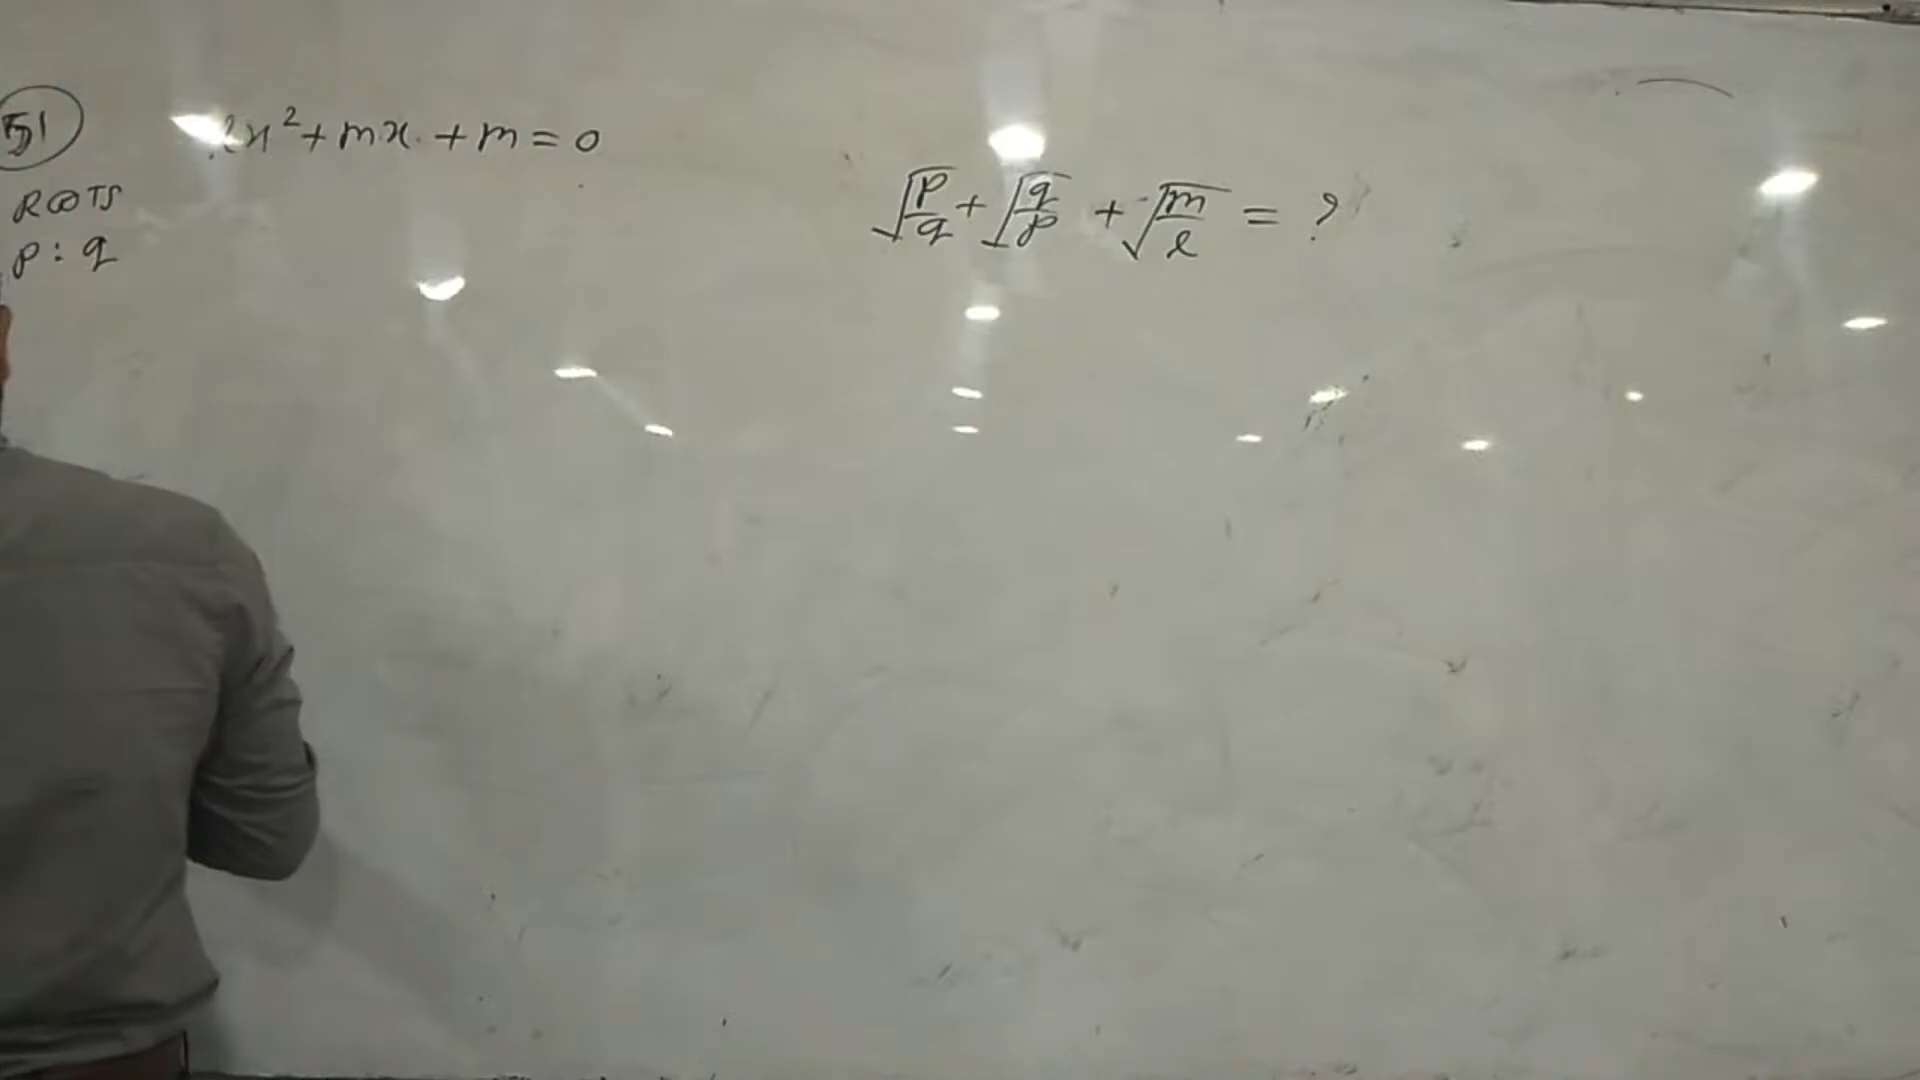 51
lx² + mx + m = 0
ROOTS
p : q
√(p/q) + √(q/p) + √(m/l) = ?